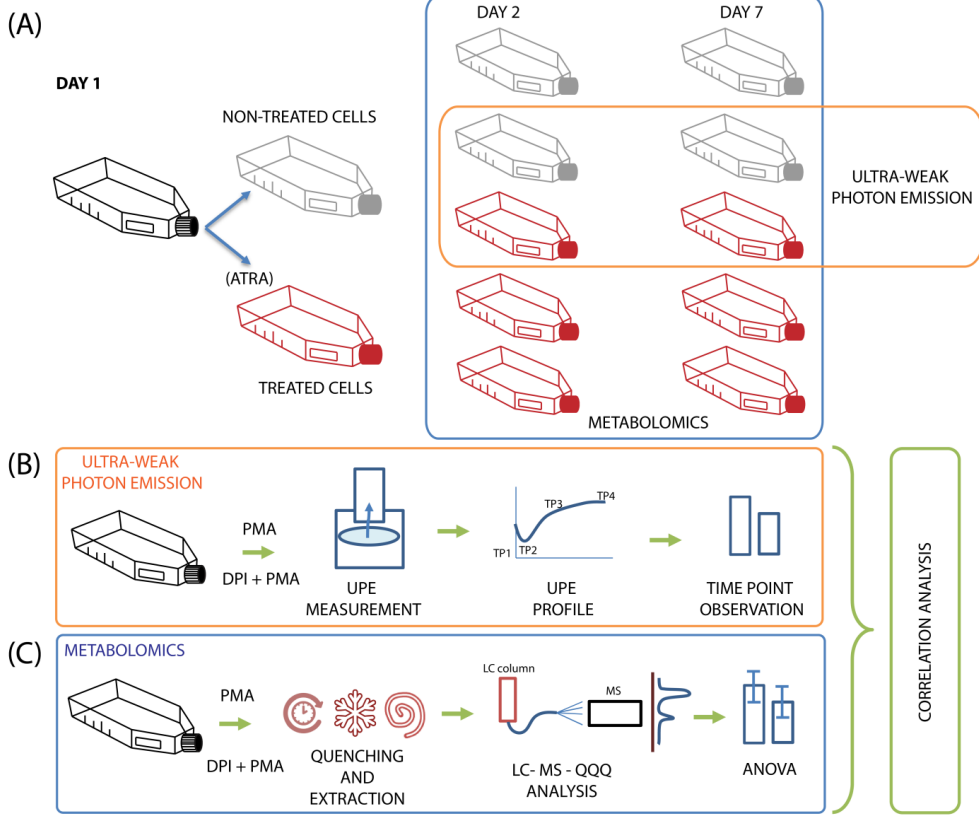 (A)
DAY 1
NON-TREATED CELLS
(ATRA)
TREATED CELLS
DAY 2
DAY 7
ULTRA-WEAK
PHOTON EMISSION
METABOLOMICS
(B)
ULTRA-WEAK
PHOTON EMISSION
PMA
DPI + PMA
UPE
MEASUREMENT
TP1
TP2
TP3
TP4
UPE
PROFILE
TIME POINT
OBSERVATION
(C)
METABOLOMICS
PMA
DPI + PMA
QUENCHING
AND
EXTRACTION
LC column
MS
LC- MS - QQQ
ANALYSIS
ANOVA
CORRELATION ANALYSIS